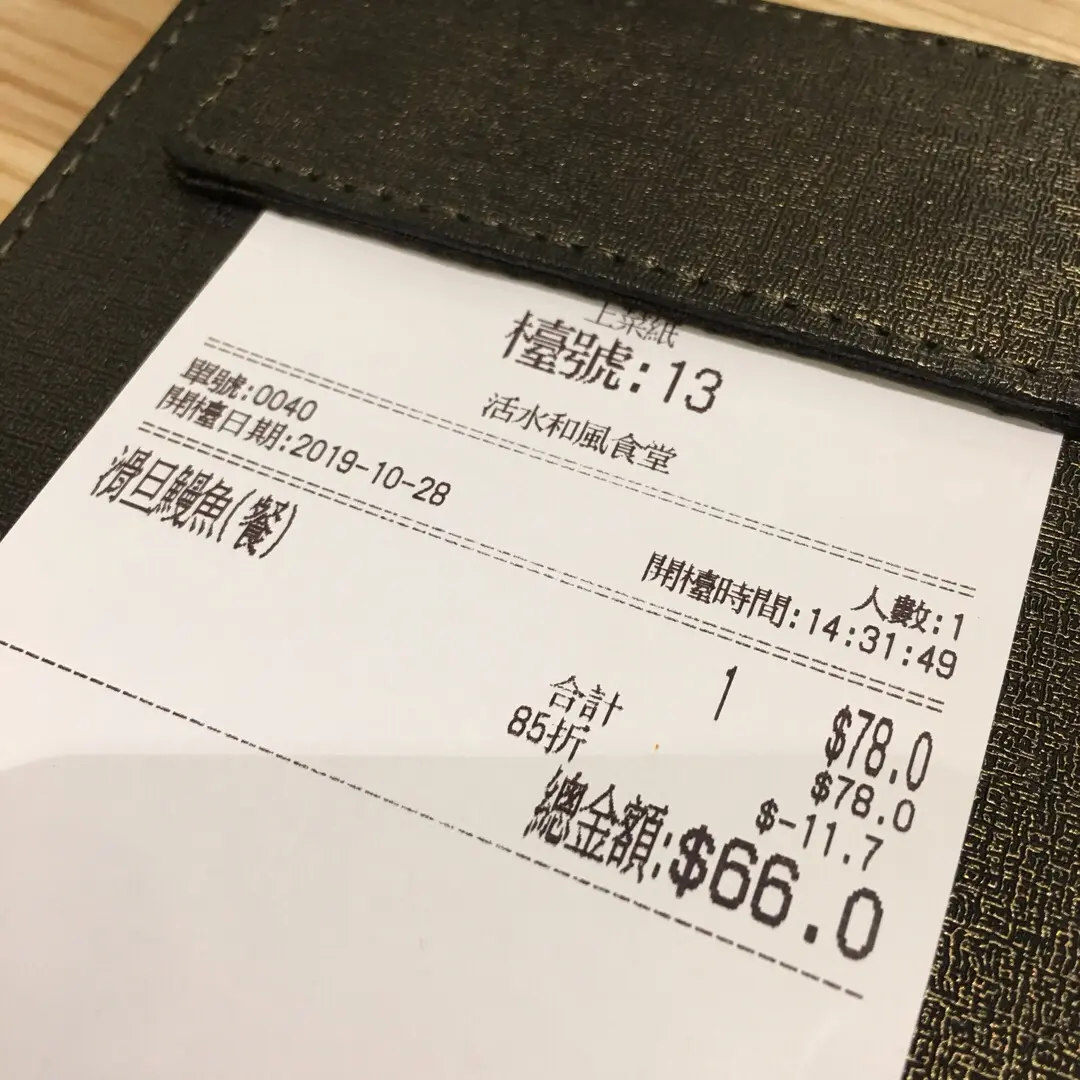 上菜紙
檯號:13
活水和風食堂
單號:0040 人數:1
開檯日期:2019-10-28 開檯時間:14:31:49
滑旦鰻魚(餐) 1 $78.0
合計 $78.0
85折 $-11.7
總金額:$66.0